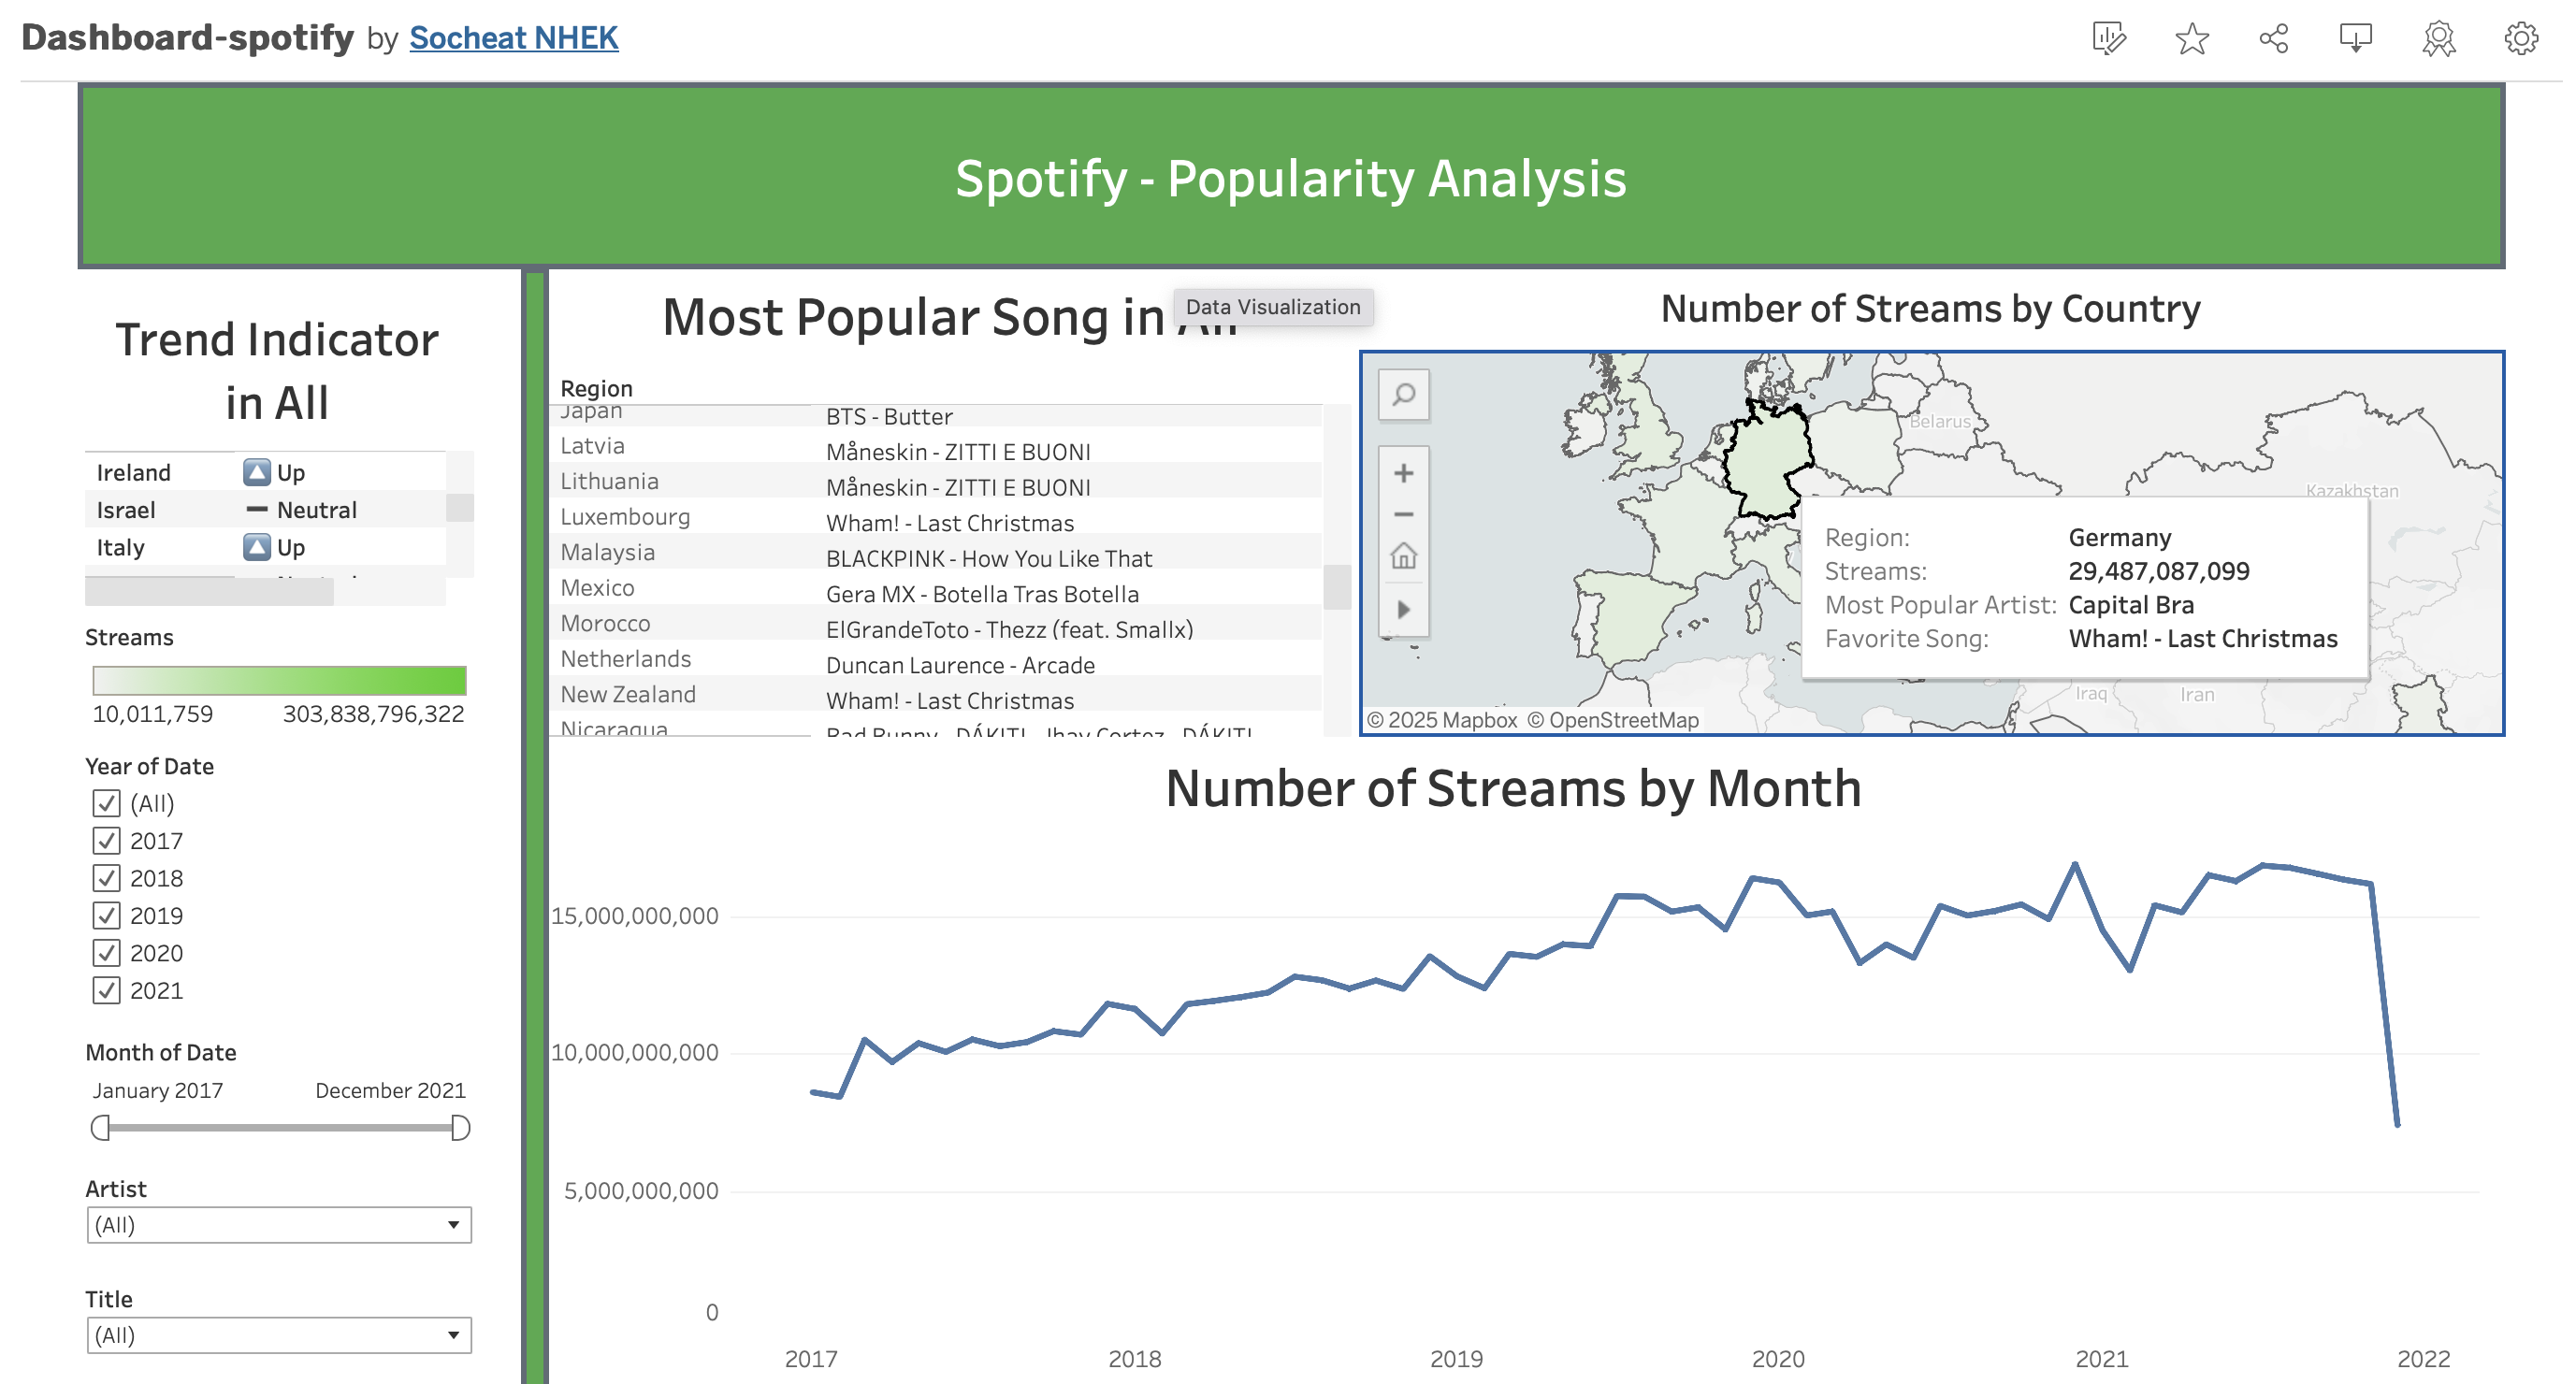 Dashboard-spotify by Socheat NHEK
Spotify - Popularity Analysis
Trend Indicator
in All
Ireland Up
Israel Neutral
Italy Up
Streams
10,011,759 303,838,796,322
Year of Date
(All)
2017
2018
2019
2020
2021
Month of Date
January 2017 December 2021
Artist
(All)
Title
(All)
Most Popular Song in
Data Visualization
Region
Japan BTS - Butter
Latvia Måneskin - ZITTI E BUONI
Lithuania Måneskin - ZITTI E BUONI
Luxembourg Wham! - Last Christmas
Malaysia BLACKPINK - How You Like That
Mexico Gera MX - Botella Tras Botella
Morocco ElGrandeToto - Thezz (feat. Smallx)
Netherlands Duncan Laurence - Arcade
New Zealand Wham! - Last Christmas
Nicaragua Bad Bunny - DÁKITI - Jhay Cortez - DÁKITI
Number of Streams by Country
Belarus
Kazakhstan
Region: Germany
Streams: 29,487,087,099
Most Popular Artist: Capital Bra
Favorite Song: Wham! - Last Christmas
Iraq
Iran
© 2025 Mapbox © OpenStreetMap
Number of Streams by Month
15,000,000,000
10,000,000,000
5,000,000,000
0
2017 2018 2019 2020 2021 2022